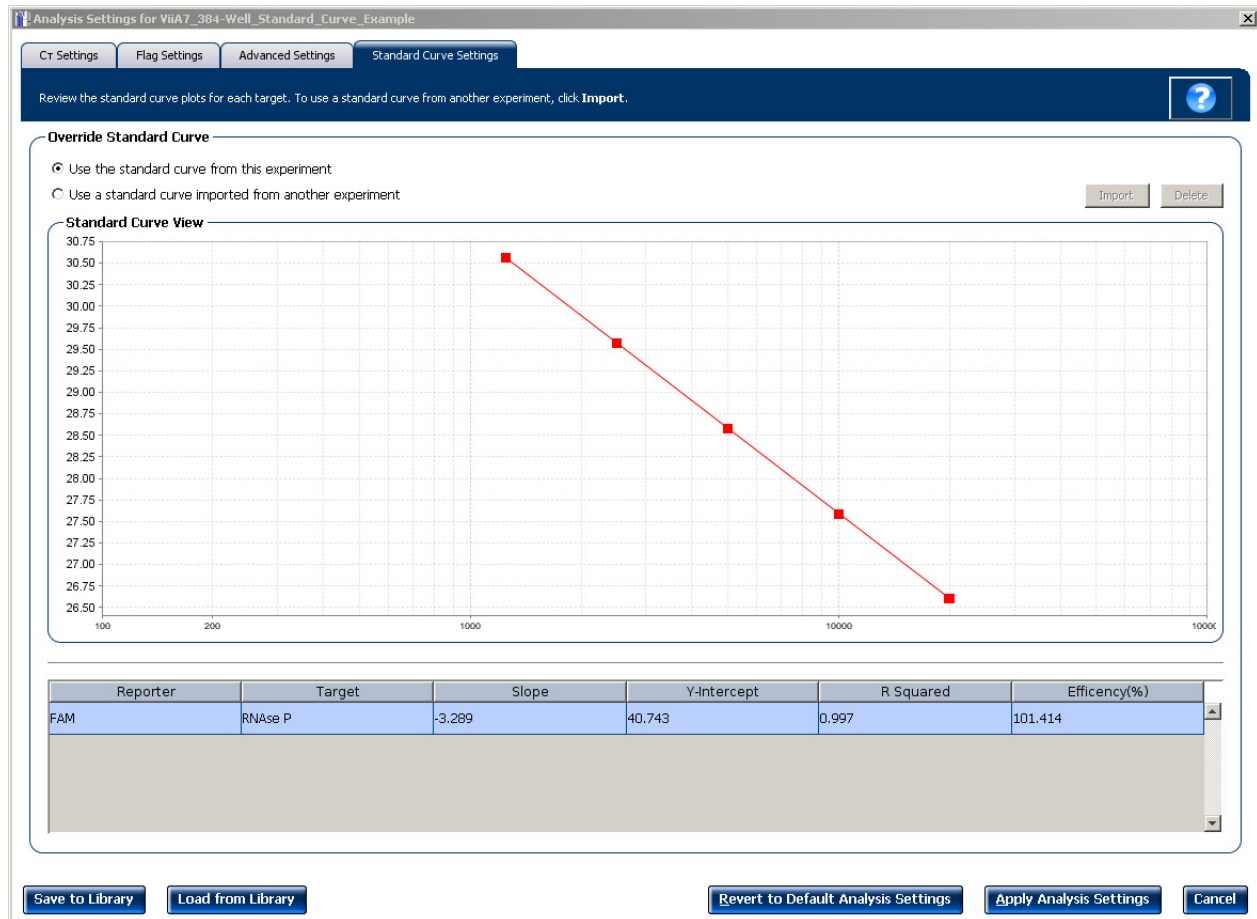 Analysis Settings for ViiA7_384-Well_Standard_Curve_Example
CT Settings Flag Settings Advanced Settings Standard Curve Settings
Review the standard curve plots for each target. To use a standard curve from another experiment, click Import.
?
Override Standard Curve
Use the standard curve from this experiment
Use a standard curve imported from another experiment
Import Delete
Standard Curve View
30.75
30.50
30.25
30.00
29.75
29.50
29.25
29.00
28.75
28.50
28.25
28.00
27.75
27.50
27.25
27.00
26.75
26.50
100 200 1000 10000 10000
Reporter Target Slope Y-Intercept R Squared Efficency(%)
FAM RNAse P -3.289 40.743 0.997 101.414
Save to Library Load from Library Revert to Default Analysis Settings Apply Analysis Settings Cancel